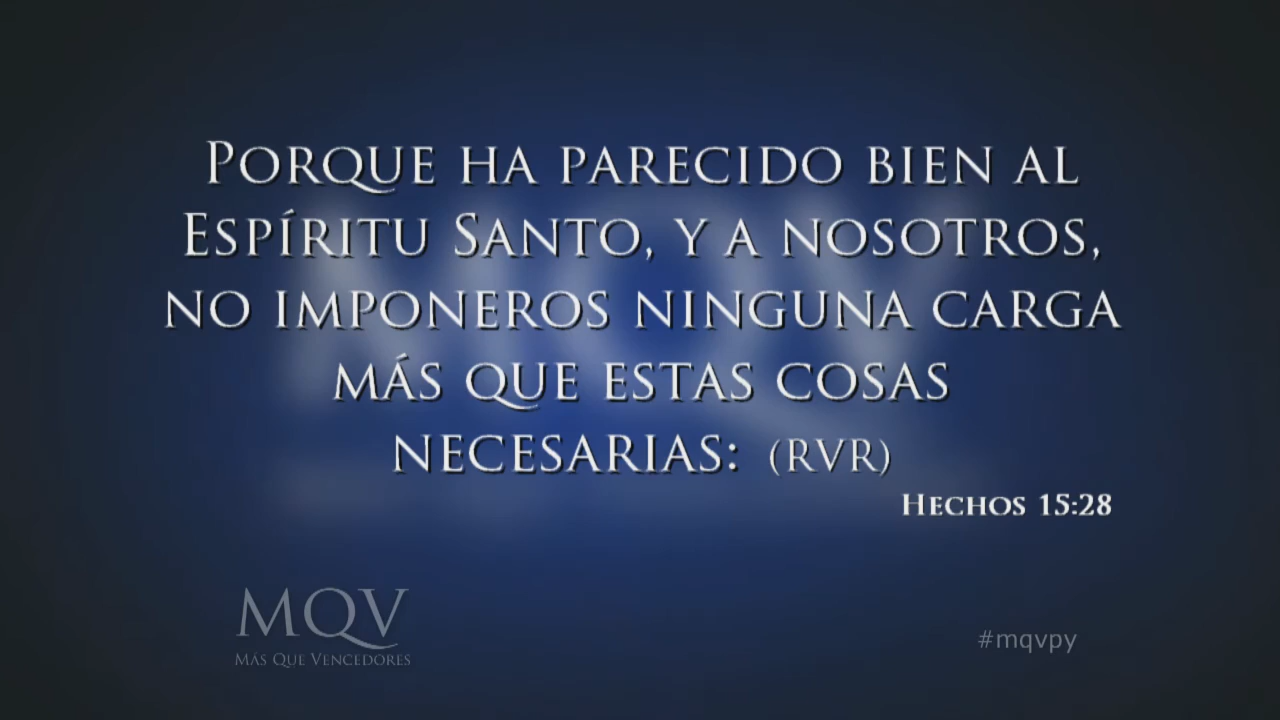 Porque ha parecido bien al
Espíritu Santo, y a nosotros,
no imponeros ninguna carga
más que estas cosas
necesarias: (RVR)
Hechos 15:28
MQV
Más Que Vencedores
#mqvpy